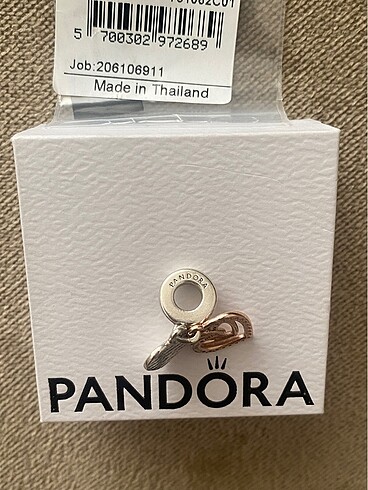 5 700302 972689
Job:206106911
Made in Thailand
PANDORA
PANDORA